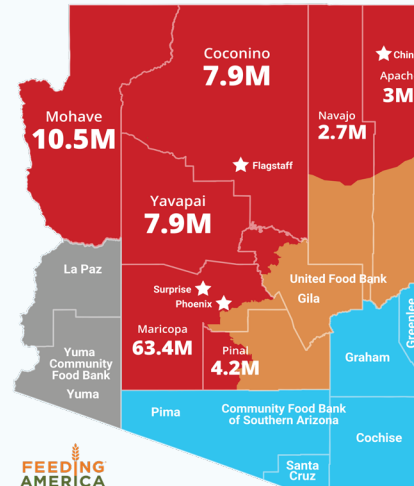 Coconino
7.9M
Chin
Apach
3M
Mohave
10.5M
Navajo
2.7M
Flagstaff
Yavapai
7.9M
La Paz
United Food Bank
Gila
Surprise
Phoenix
Maricopa
63.4M
Pinal
4.2M
Greenlee
Graham
Yuma
Community
Food Bank
Yuma
Pima
Community Food Bank
of Southern Arizona
Cochise
Santa
Cruz
FEEDING
AMERICA